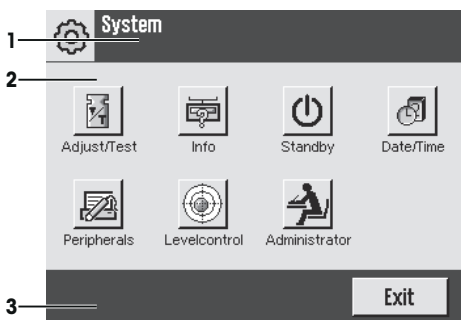 System
1
2
Adjust/Test Info Standby Date/Time
Peripherals Levelcontrol Administrator
3
Exit